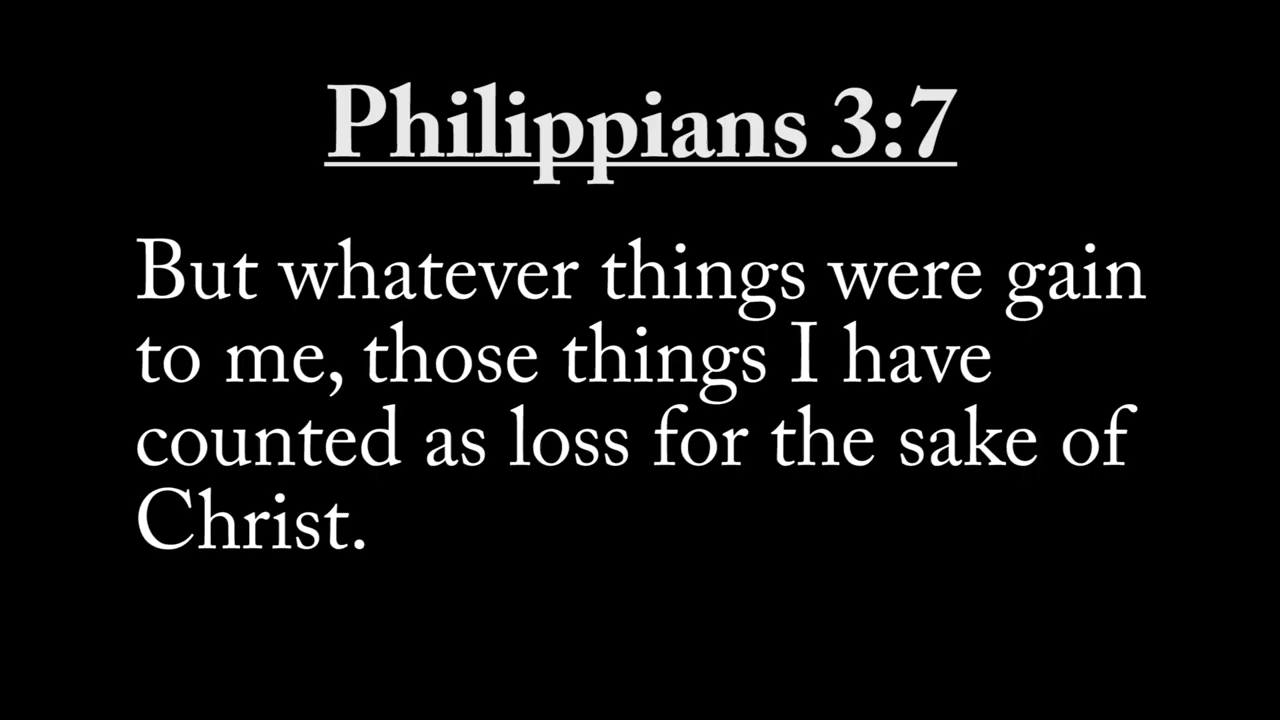 Philippians 3:7
But whatever things were gain
to me, those things I have
counted as loss for the sake of
Christ.